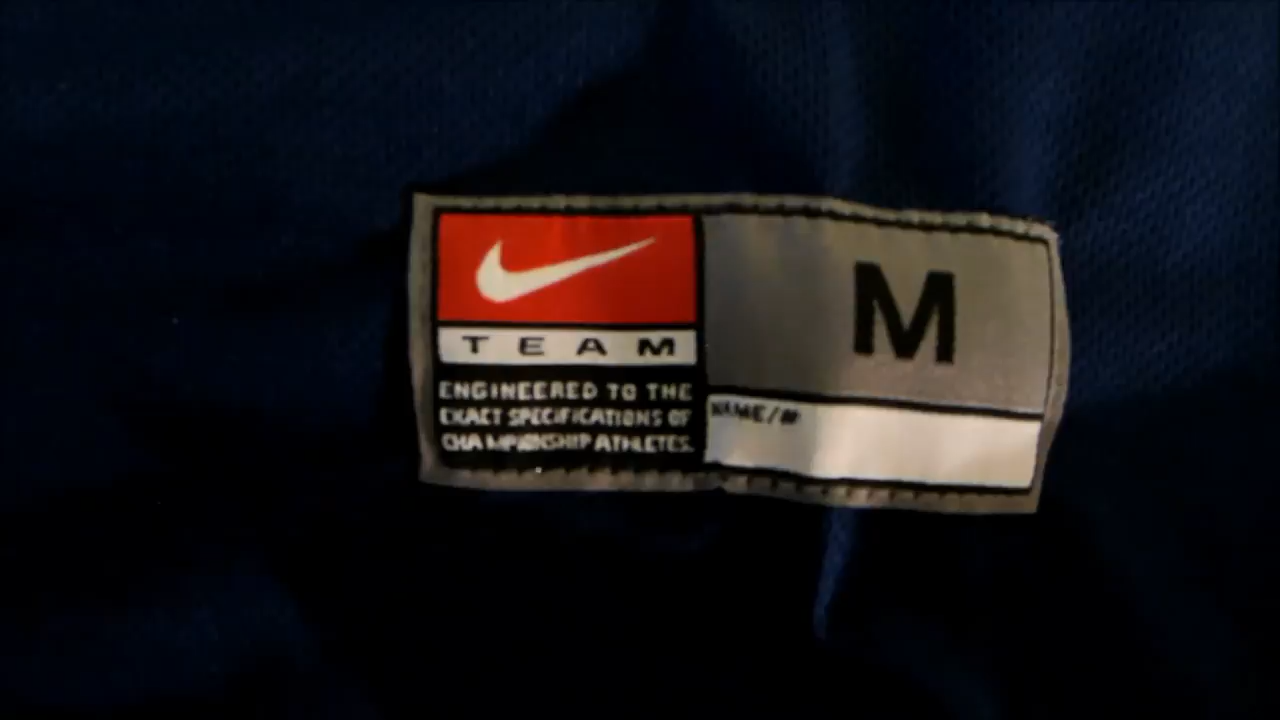 TEAM
ENGINEERED TO THE
EXACT SPECIFICATIONS OF
CHAMPIONSHIP ATHLETES.
M
NAME/#